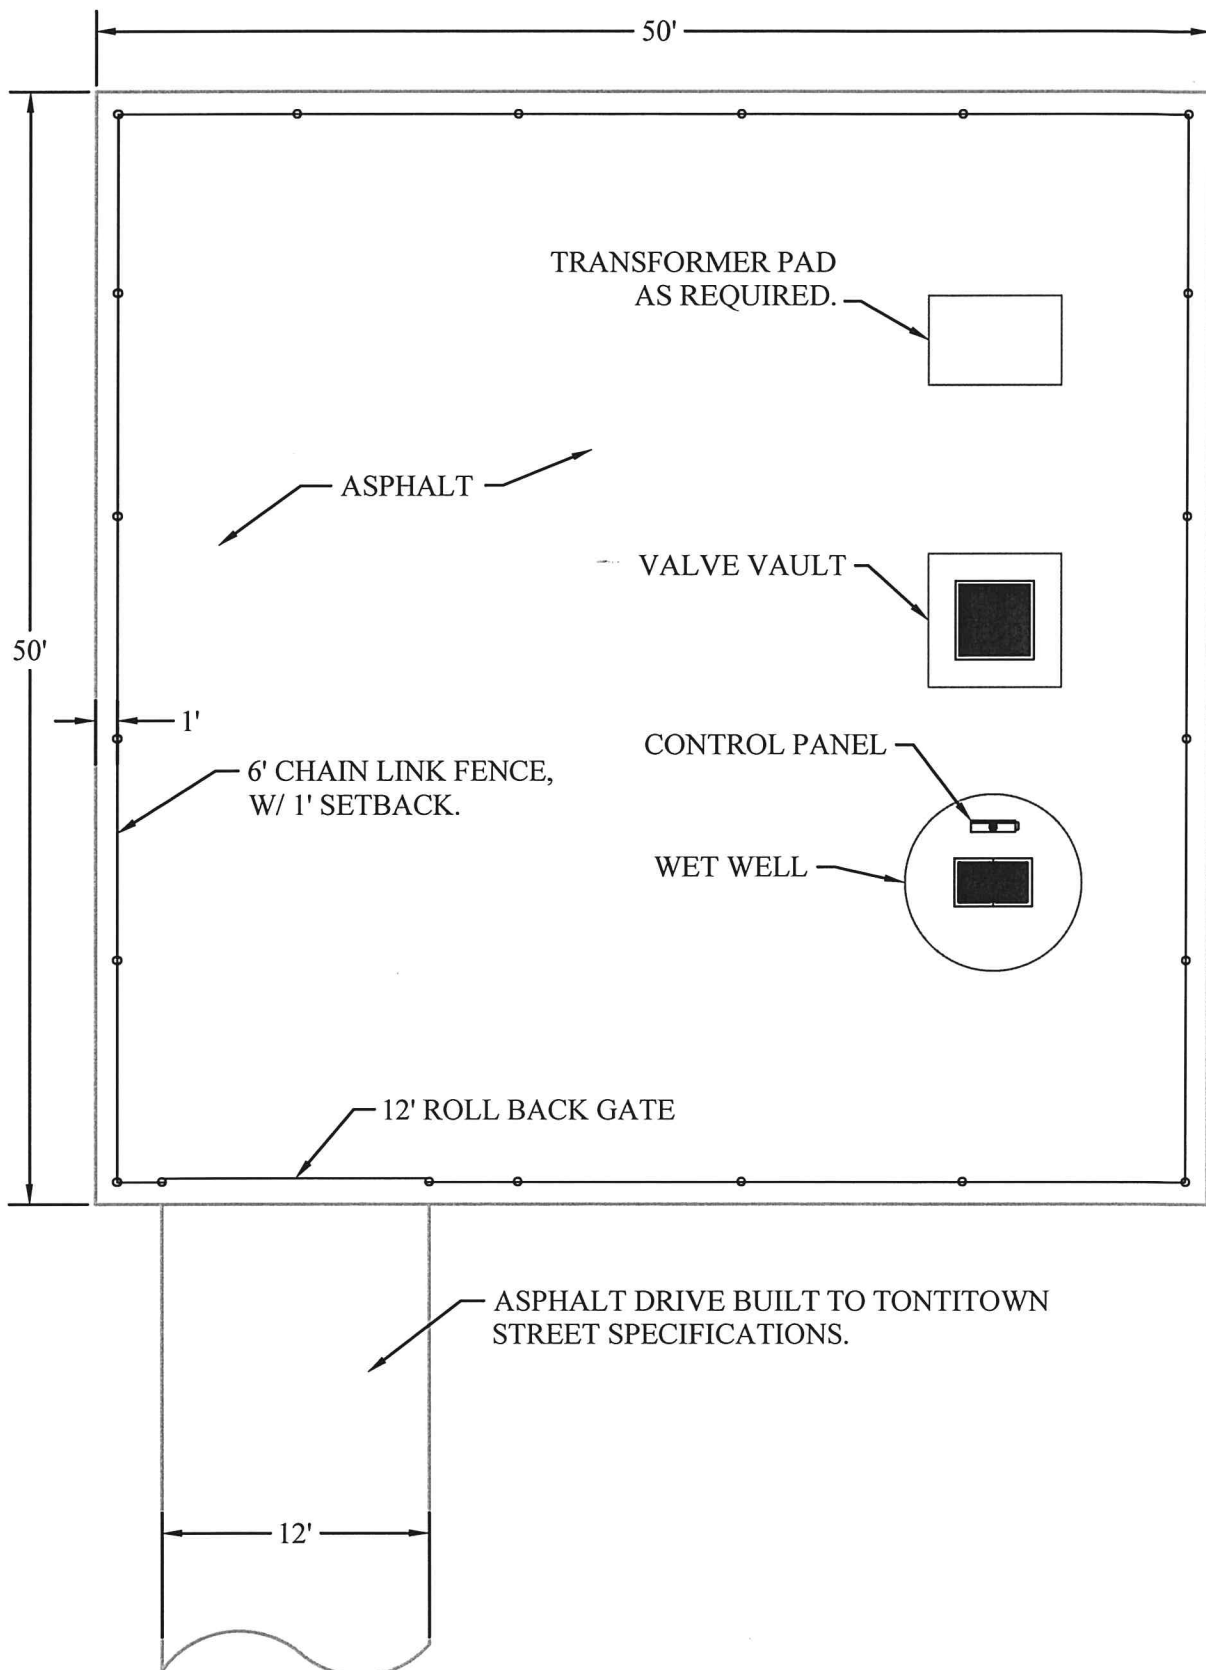 50'
TRANSFORMER PAD
AS REQUIRED.
ASPHALT
VALVE VAULT
50'
1'
CONTROL PANEL
6' CHAIN LINK FENCE,
W/ 1' SETBACK.
WET WELL
12' ROLL BACK GATE
ASPHALT DRIVE BUILT TO TONTITOWN
STREET SPECIFICATIONS.
12'